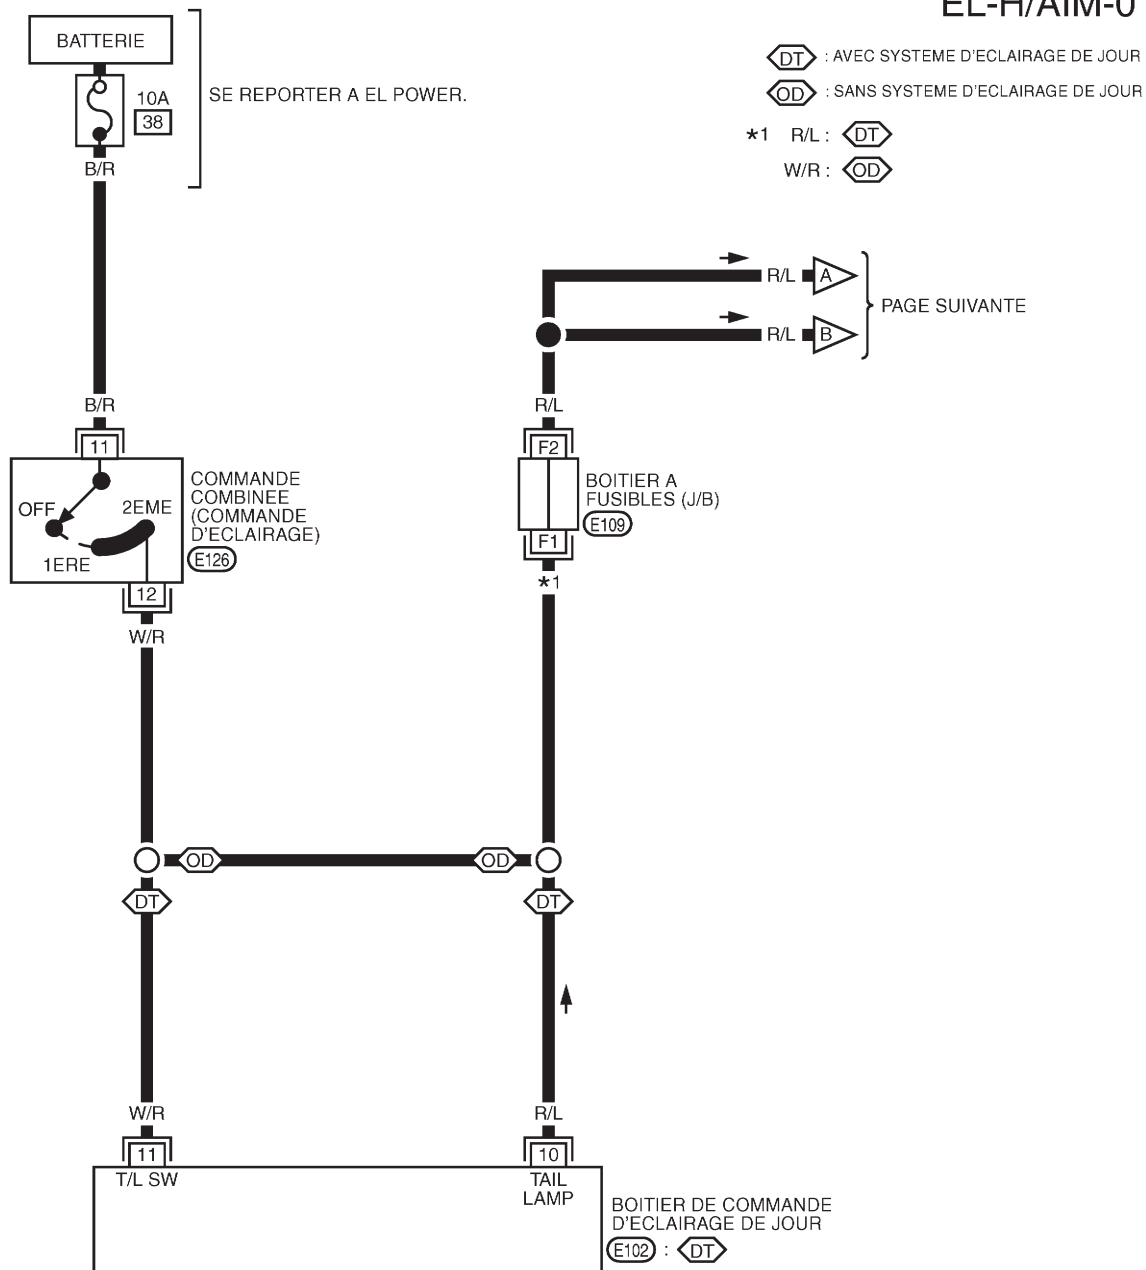 EL-H/AIM-0
BATTERIE
10A
38
SE REPORTER A EL POWER.
DT : AVEC SYSTEME D'ECLAIRAGE DE JOUR
OD : SANS SYSTEME D'ECLAIRAGE DE JOUR
*1 R/L : DT
W/R : OD
B/R
R/L A
R/L B
PAGE SUIVANTE
B/R
11
R/L
F2
OFF
2EME
1ERE
COMMANDE
COMBINEE
(COMMANDE
D'ECLAIRAGE)
E126
BOITIER A
FUSIBLES (J/B)
E109
F1
*1
12
W/R
OD
OD
DT
DT
W/R
R/L
11
10
T/L SW
TAIL
LAMP
BOITIER DE COMMANDE
D'ECLAIRAGE DE JOUR
E102 : DT